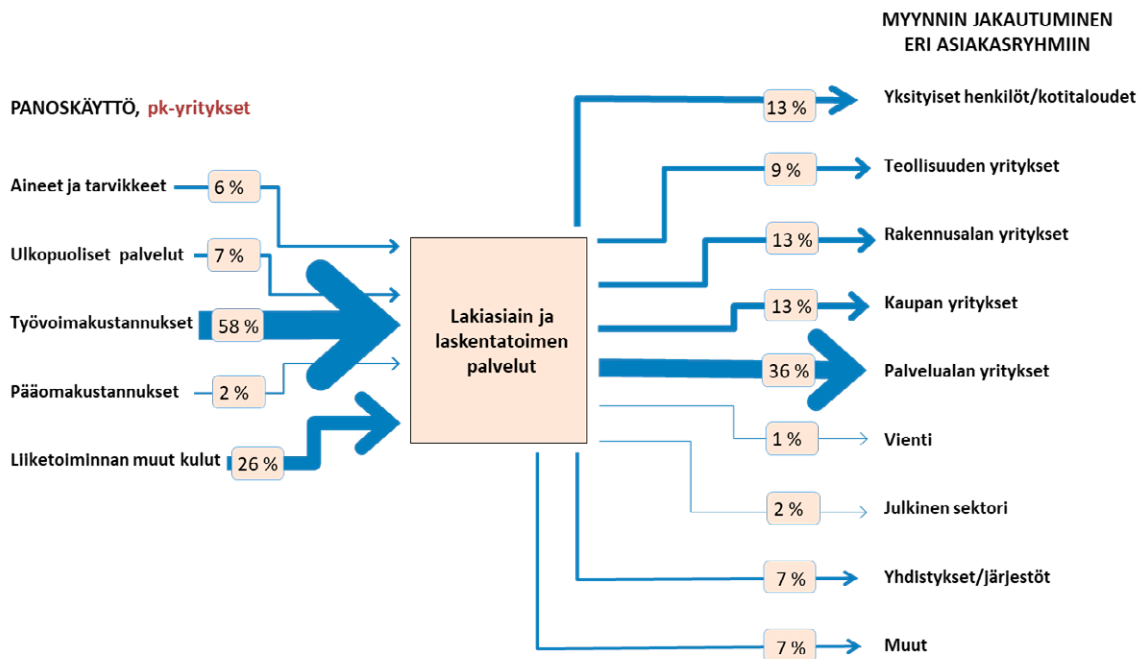 MYYNNIN JAKAUTUMINEN
ERI ASIAKASRYHMIIN
PANOSKÄYTTÖ, pk-yritykset
Aineet ja tarvikkeet
6 %
Ulkopuoliset palvelut
7 %
Työvoimakustannukset
58 %
Pääomakustannukset
2 %
Liiketoiminnan muut kulut
26 %
Lakiasiain ja
laskentatoimen
palvelut
13 %
Yksityiset henkilöt/kotitaloudet
9 %
Teollisuuden yritykset
13 %
Rakennusalan yritykset
13 %
Kaupan yritykset
36 %
Palvelualan yritykset
1 %
Vienti
2 %
Julkinen sektori
7 %
Yhdistykset/järjestöt
7 %
Muut